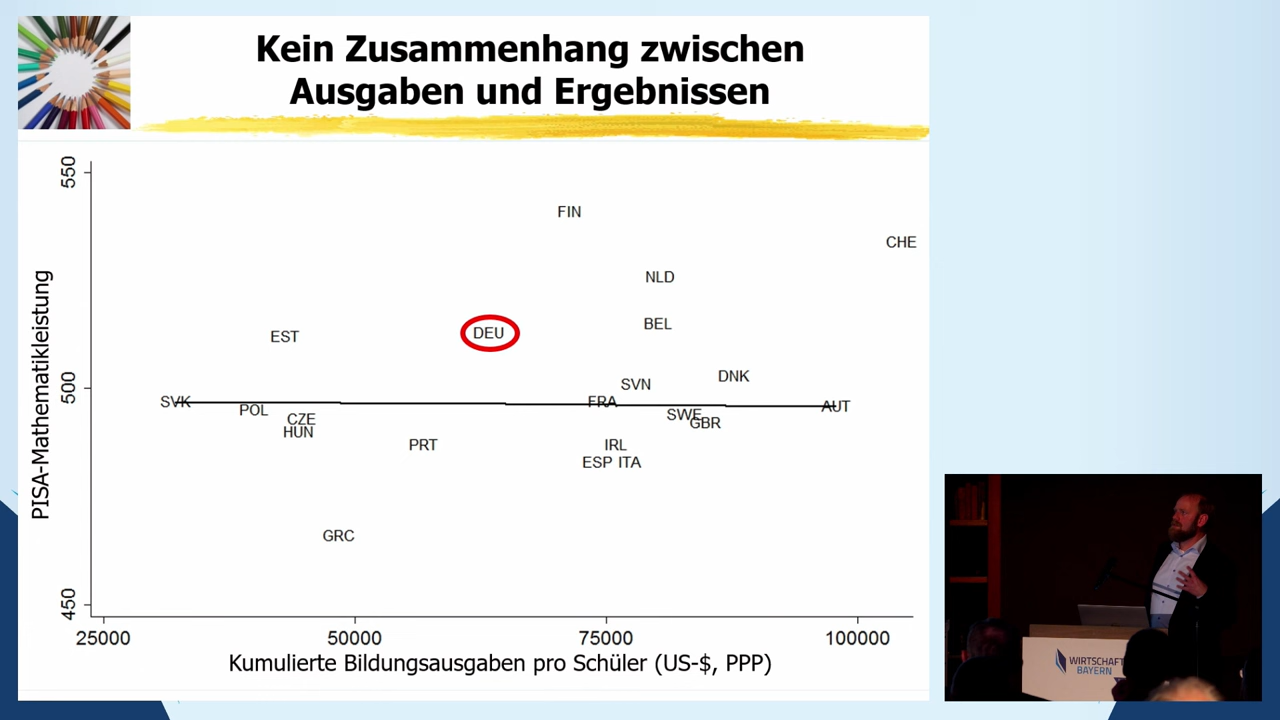 Kein Zusammenhang zwischen
Ausgaben und Ergebnissen
550
500
450
PISA-Mathematikleistung
FIN
CHE
NLD
BEL
DEU
EST
DNK
SVN
SVK
FRA
AUT
POL
SWE
GBR
CZE
HUN
PRT
IRL
ESP ITA
GRC
25000 50000 75000 100000
Kumulierte Bildungsausgaben pro Schüler (US-$, PPP)
WIRTSCHAFT
BAYERN